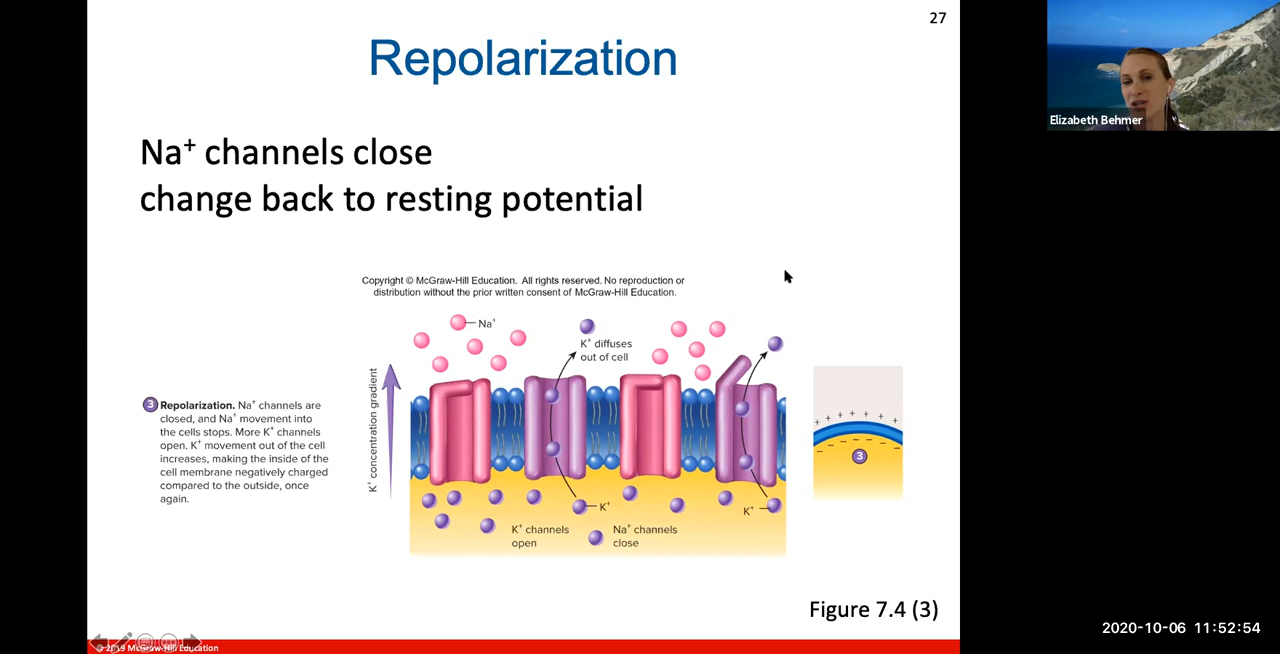 27
Repolarization
Elizabeth Behmer
Na⁺ channels close
change back to resting potential
Copyright © McGraw-Hill Education. All rights reserved. No reproduction or
distribution without the prior written consent of McGraw-Hill Education.
Na⁺
K⁺ diffuses
out of cell
K⁺ concentration gradient
3 Repolarization. Na⁺ channels are
closed, and Na⁺ movement into
the cells stops. More K⁺ channels
open. K⁺ movement out of the cell
increases, making the inside of the
cell membrane negatively charged
compared to the outside, once
again.
K⁺
K⁺
K⁺ channels
open
Na⁺ channels
close
+ + + + + + +
− − − − − − −
3
Figure 7.4 (3)
2020-10-06 11:52:54
© 2019 McGraw-Hill Education